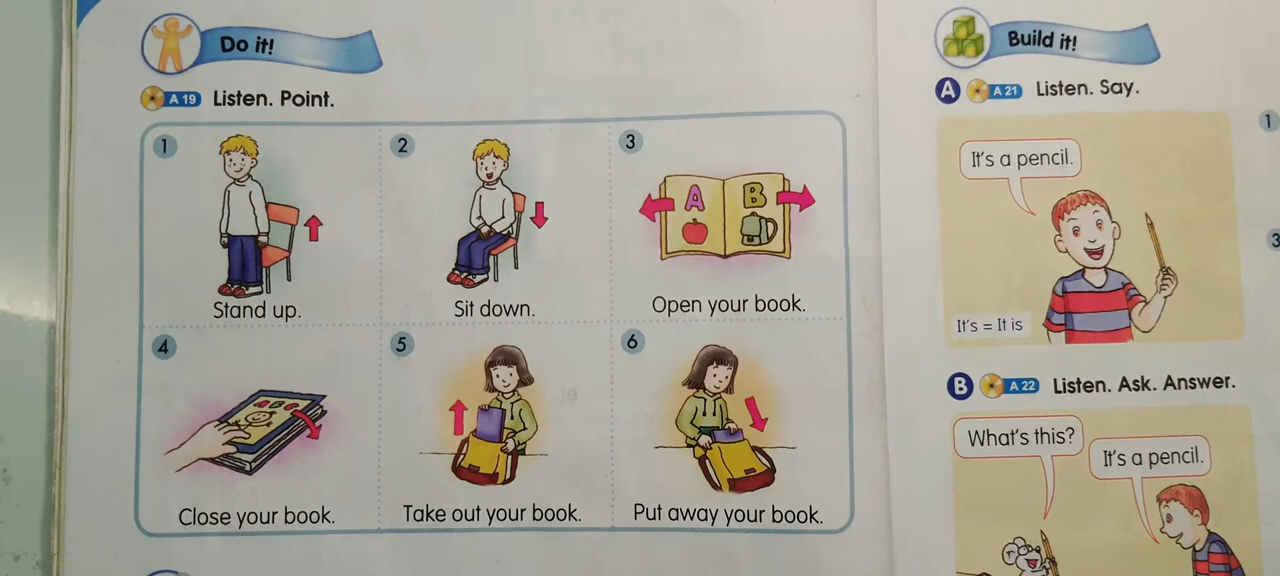 Do it!
A 19 Listen. Point.
1
2
3
A B
Stand up.
Sit down.
Open your book.
4
5
6
A B
Close your book.
Take out your book.
Put away your book.
Build it!
A A 21 Listen. Say.
It's a pencil.
It's = It is
1
3
B A 22 Listen. Ask. Answer.
What's this?
It's a pencil.